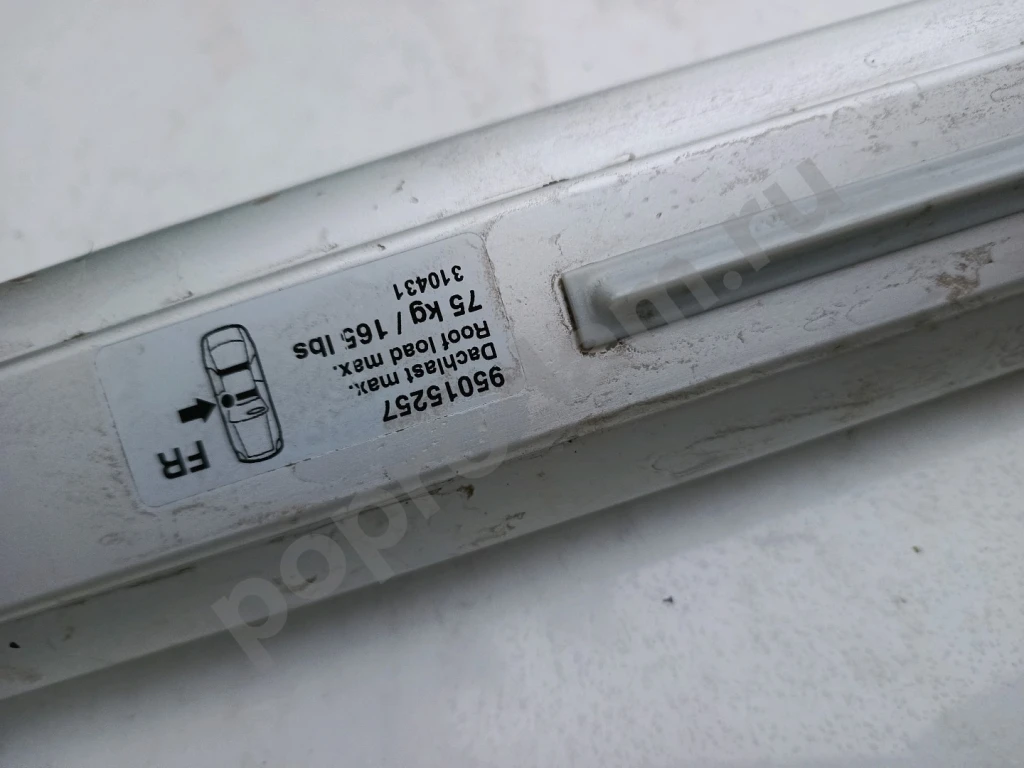 95015257
Dachlast max.
Roof load max.
75 kg / 165 lbs
310431
FR